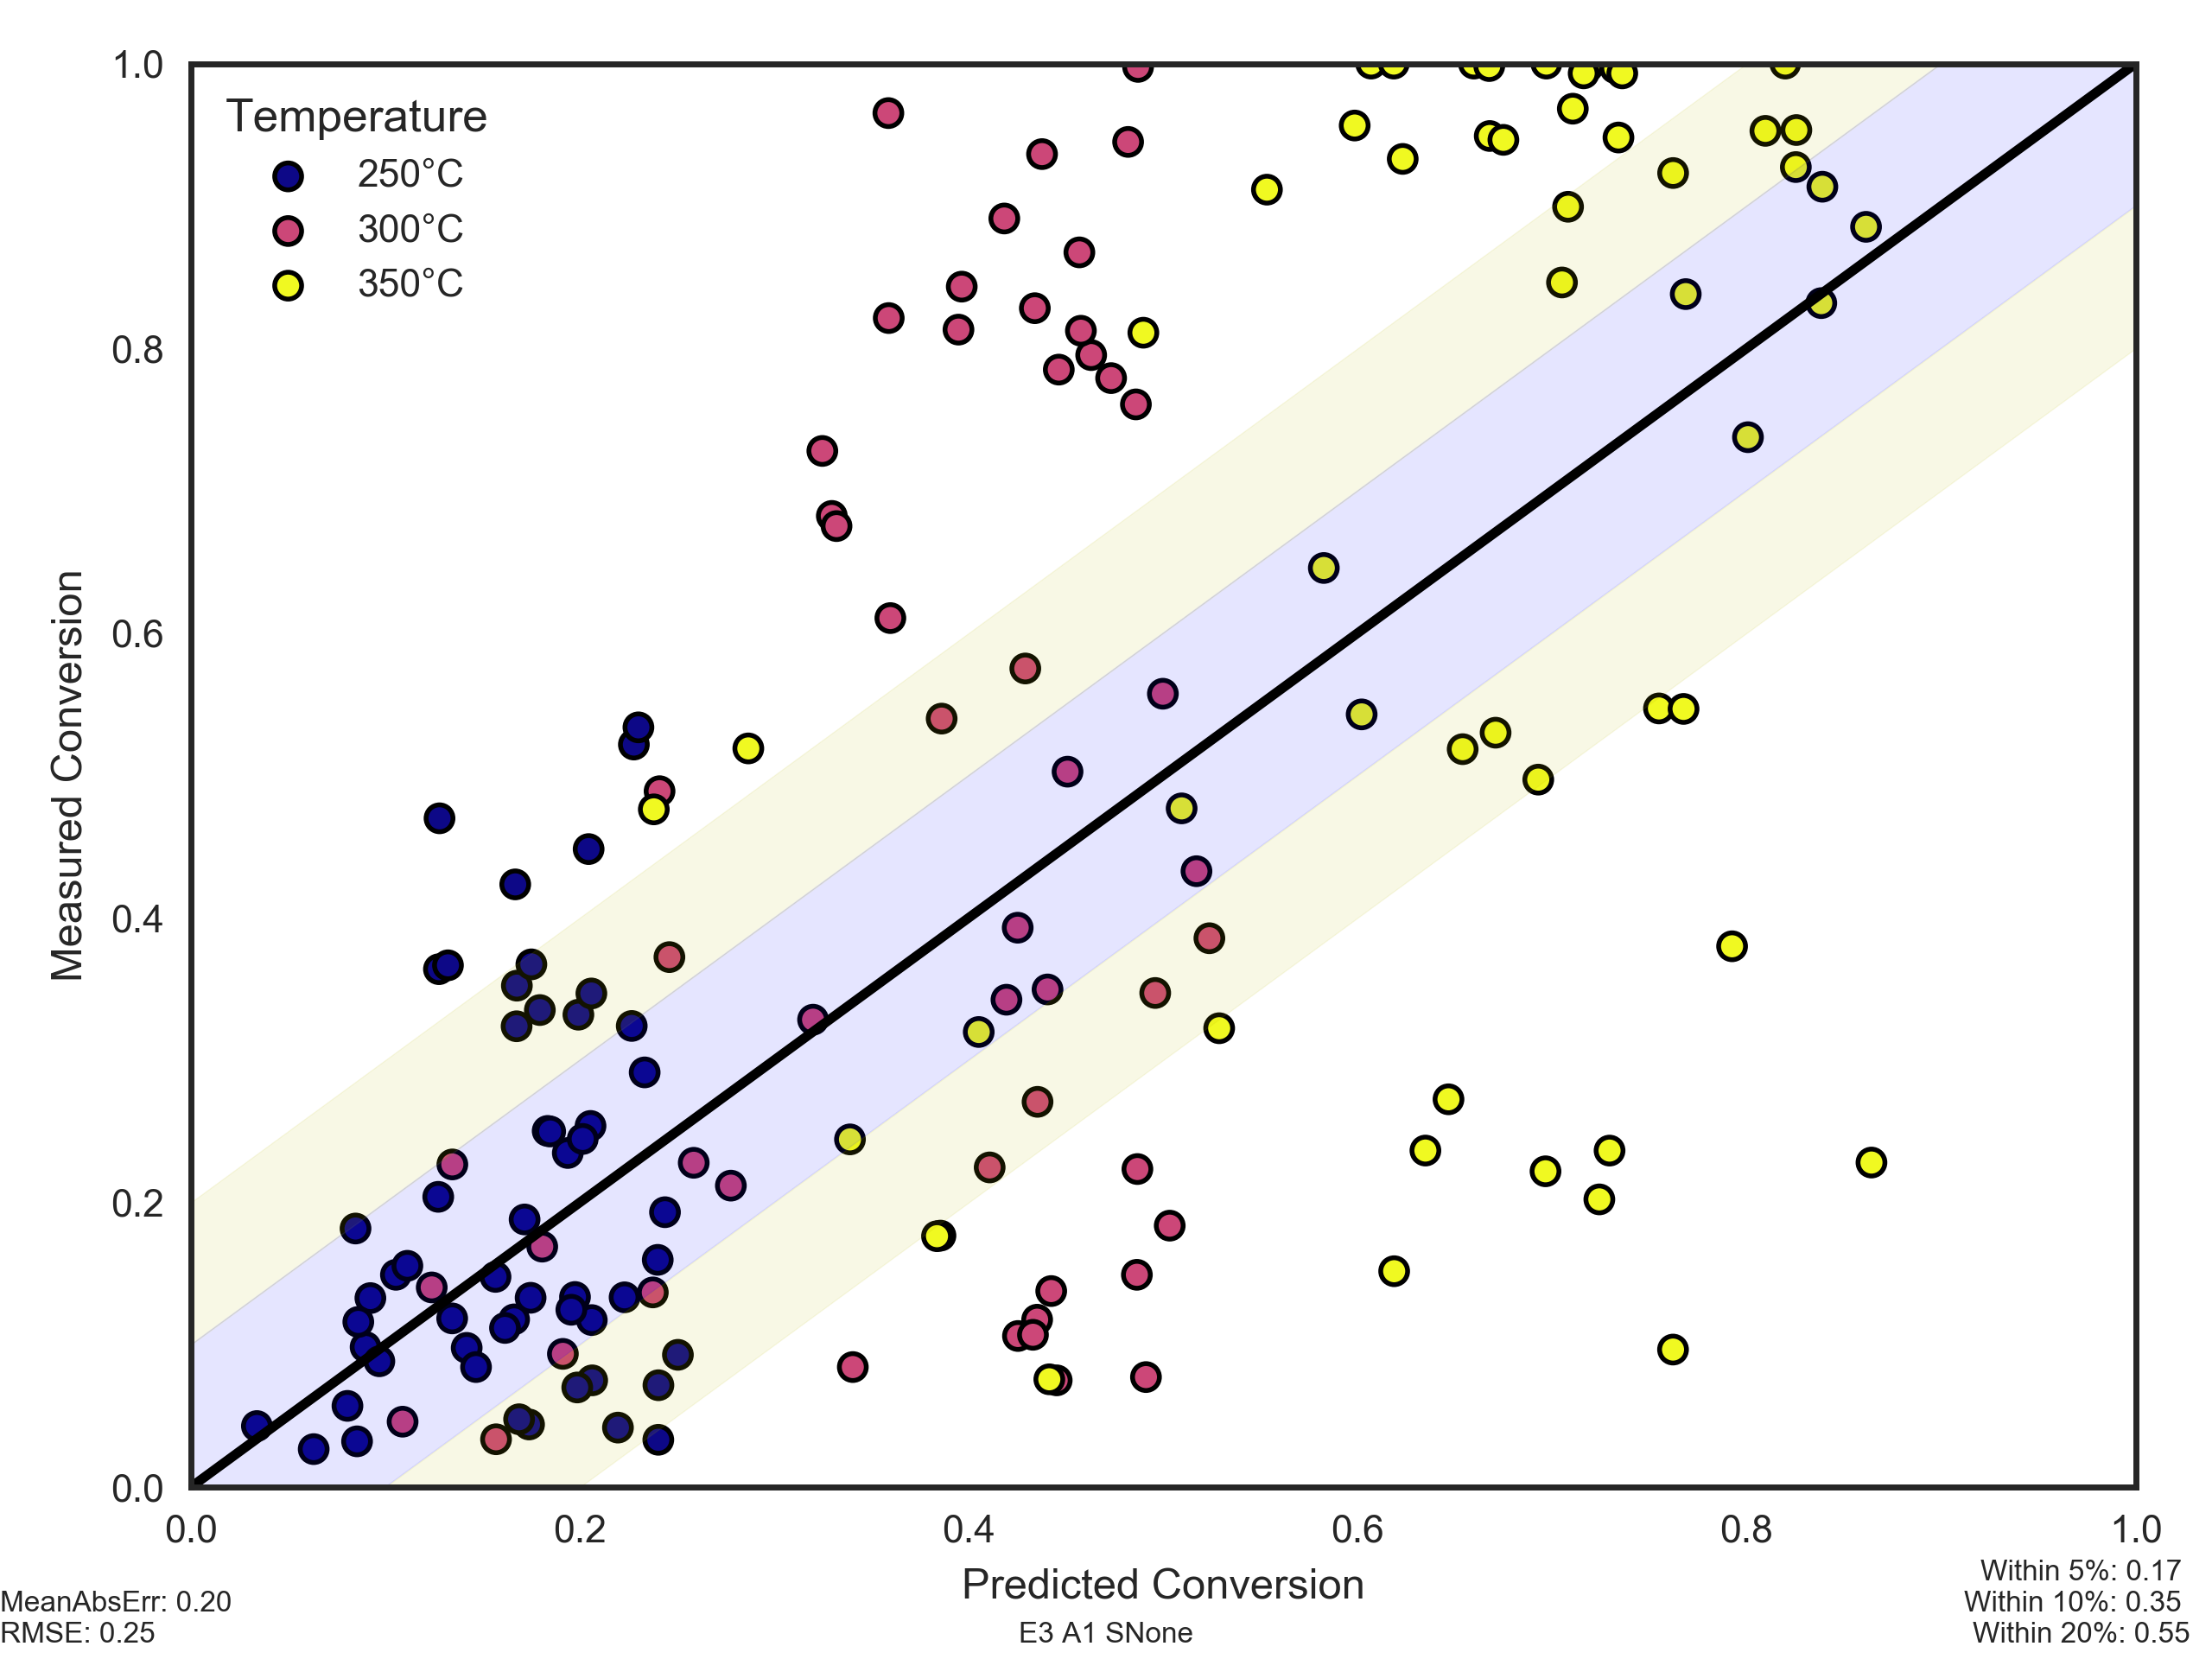 Temperature
250°C
300°C
350°C
1.0
0.8
0.6
0.4
0.2
0.0
Measured Conversion
0.0 0.2 0.4 0.6 0.8 1.0
Predicted Conversion
E3 A1 SNone
MeanAbsErr: 0.20
RMSE: 0.25
Within 5%: 0.17
Within 10%: 0.35
Within 20%: 0.55